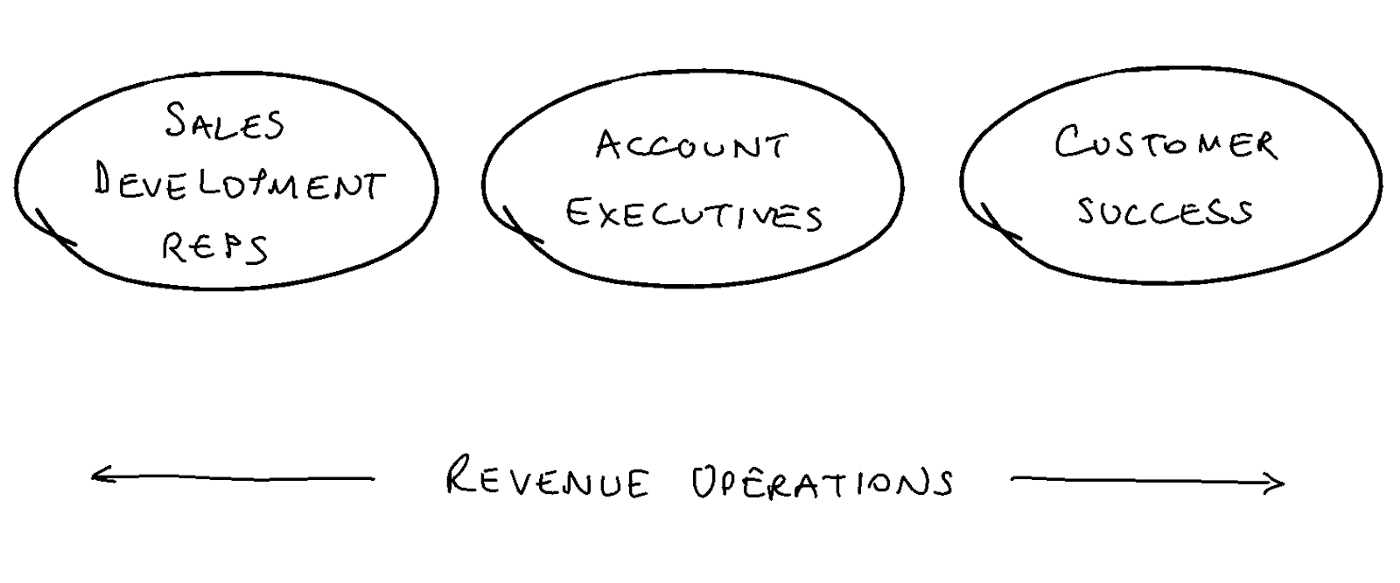 SALES
DEVELOPMENT
REPS
ACCOUNT
EXECUTIVES
CUSTOMER
SUCCESS
REVENUE OPERATIONS